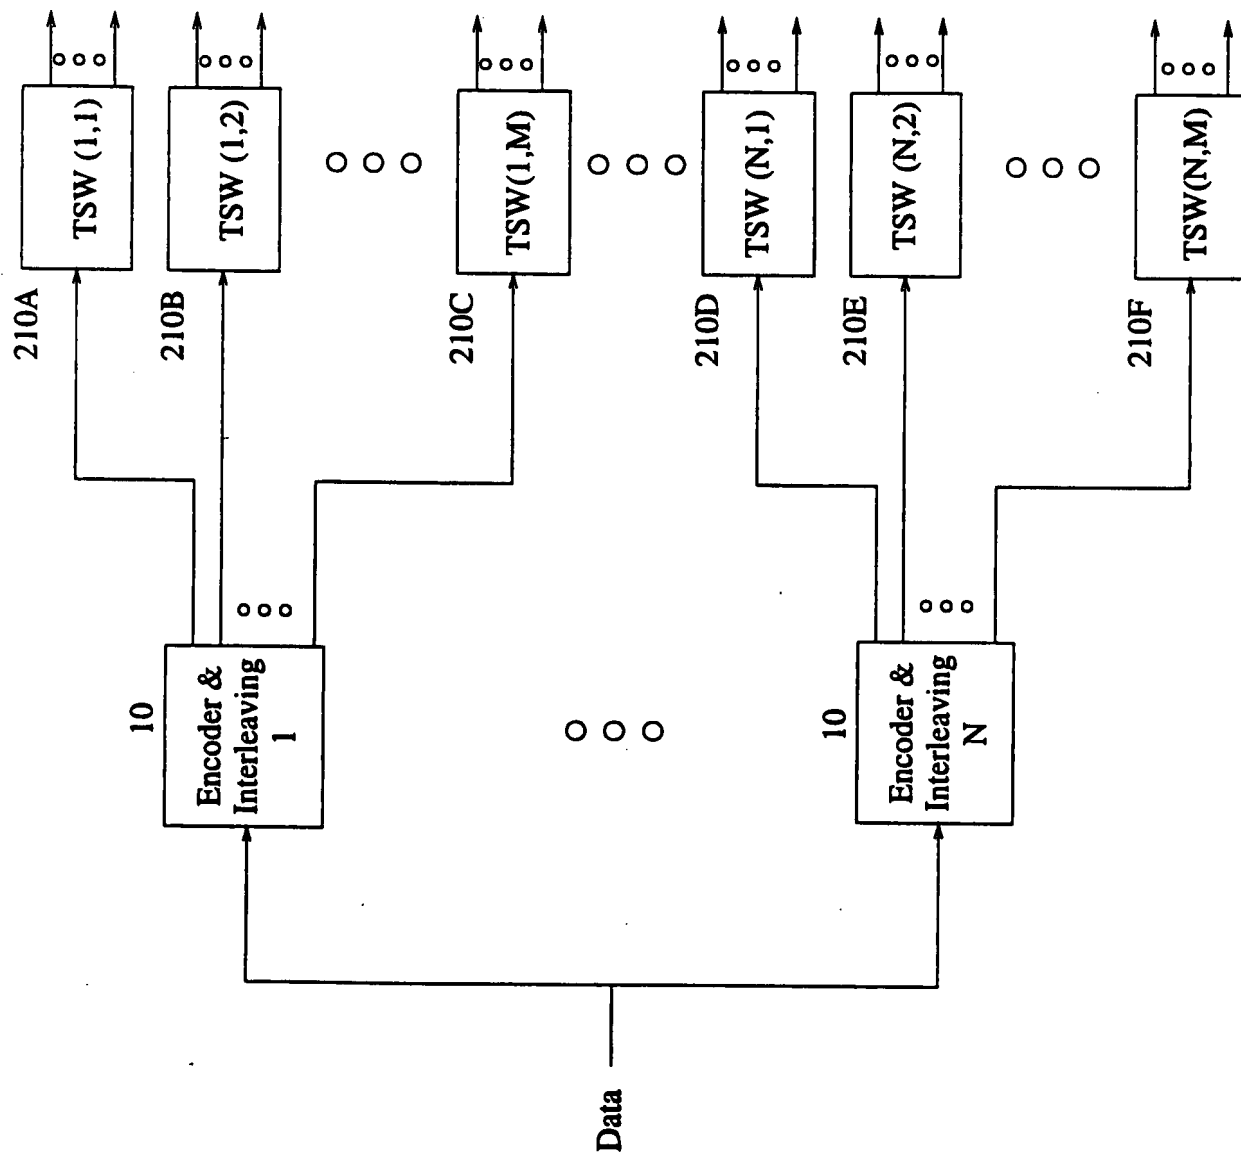 210A
TSW (1,1)
210B
TSW (1,2)
210C
TSW(1,M)
210D
TSW (N,1)
210E
TSW (N,2)
210F
TSW(N,M)
10
Encoder &
Interleaving
1
10
Encoder &
Interleaving
N
Data